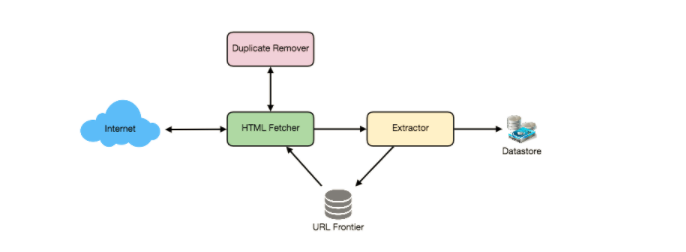 Duplicate Remover
Internet
HTML Fetcher
Extractor
Datastore
URL Frontier